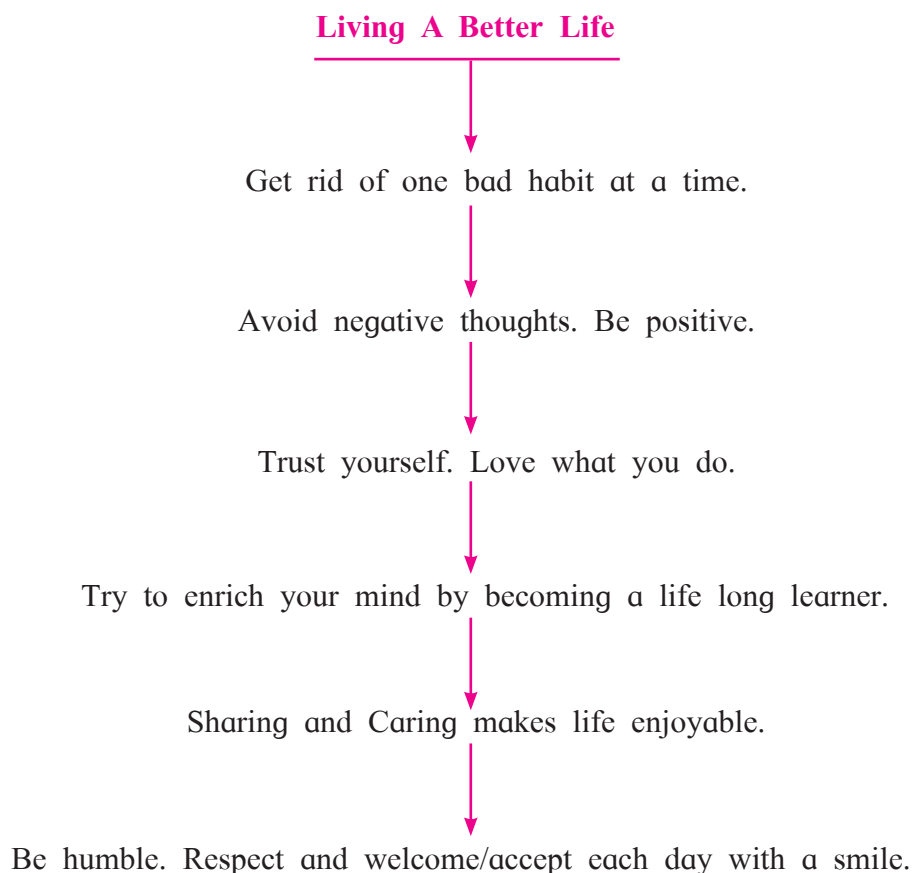 Living A Better Life
Get rid of one bad habit at a time.
Avoid negative thoughts. Be positive.
Trust yourself. Love what you do.
Try to enrich your mind by becoming a life long learner.
Sharing and Caring makes life enjoyable.
Be humble. Respect and welcome/accept each day with a smile.